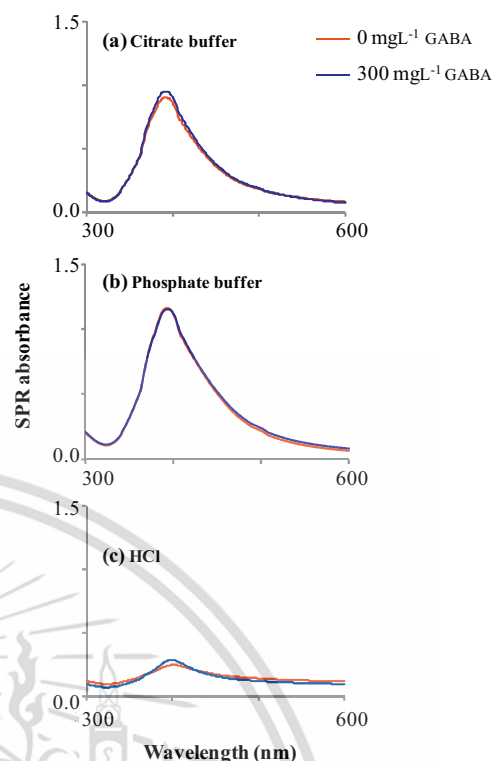 1.5
(a) Citrate buffer
0 mgL⁻¹ GABA
300 mgL⁻¹ GABA
0.0
300
600
1.5
(b) Phosphate buffer
SPR absorbance
0.0
300
600
1.5
(c) HCl
0.0
300
600
Wavelength (nm)